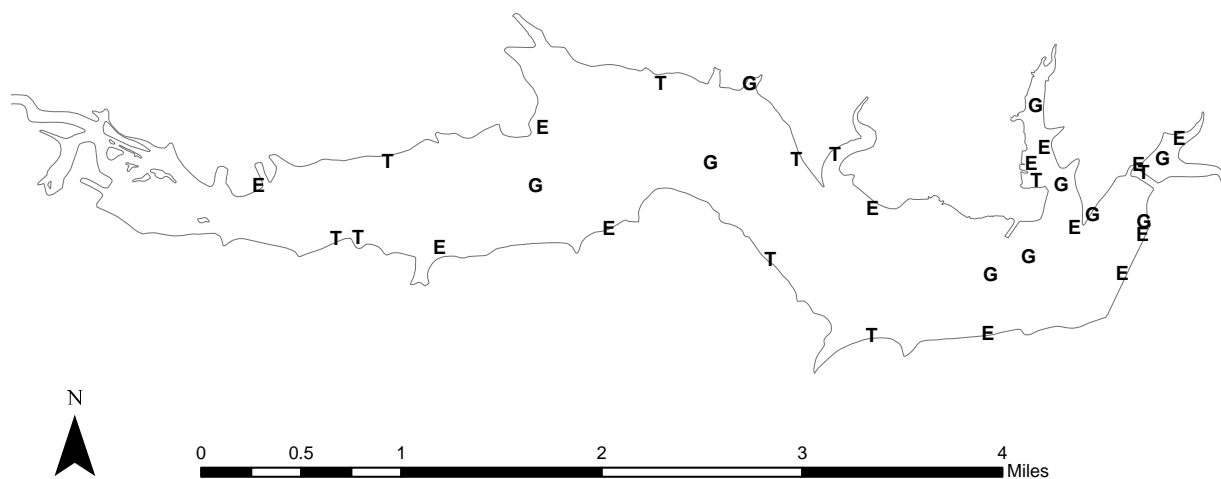 T G
G
E
T E T T G E E E G
E G T G T
E G E G G
T T E E E
T G G E
T E
N
0 0.5 1 2 3 4
Miles